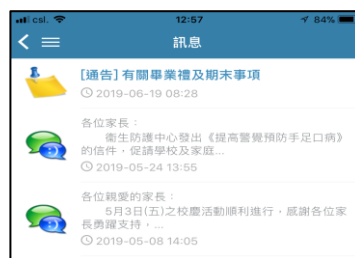 csl. 12:57 84%
訊息
[通告] 有關畢業禮及期末事項
2019-06-19 08:28
各位家長：
衞生防護中心發出《提高警覺預防手足口病》
的信件，促請學校及家庭...
2019-05-24 13:55
各位親愛的家長：
5月3日(五)之校慶活動順利進行，感謝各位家
長勇躍支持，...
2019-05-08 14:05